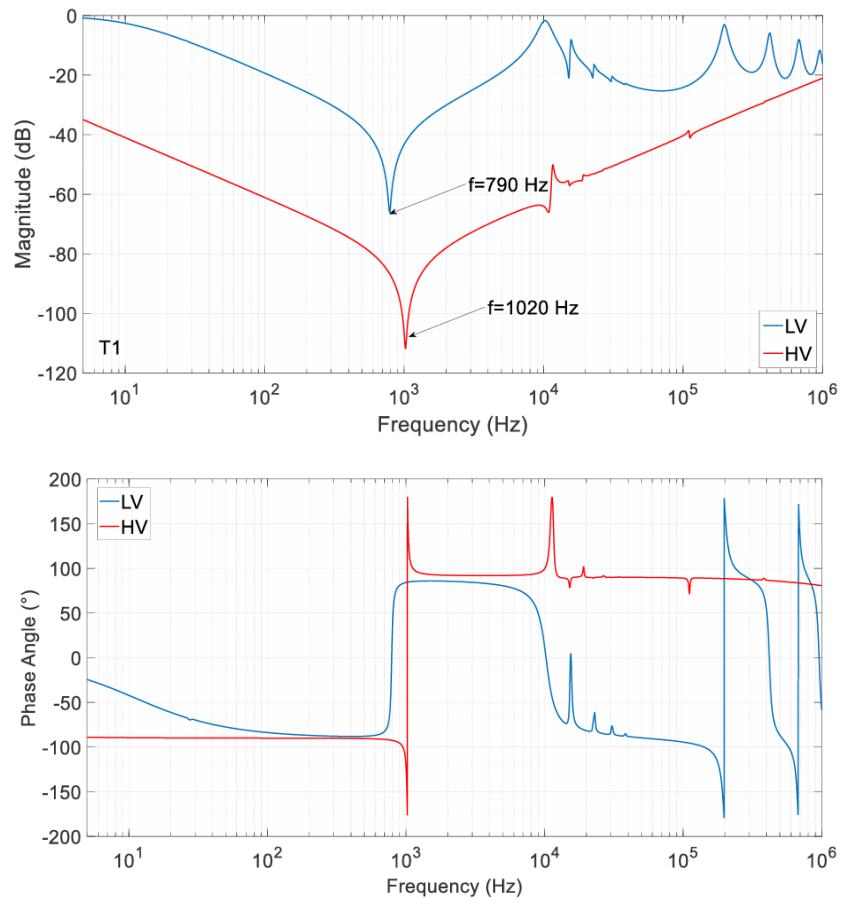 0
-20
-40
-60
-80
-100
-120
Magnitude (dB)
f=790 Hz
f=1020 Hz
T1
LV
HV
10^1
10^2
10^3
10^4
10^5
10^6
Frequency (Hz)
200
150
100
50
0
-50
-100
-150
-200
Phase Angle (°)
LV
HV
10^1
10^2
10^3
10^4
10^5
10^6
Frequency (Hz)